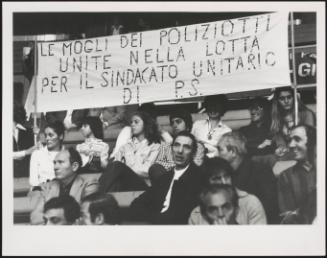 LE MOGLI DEI POLIZIOTTI
UNITE NELLA LOTTA
PER IL SINDACATO UNITARIO
DI P.S.